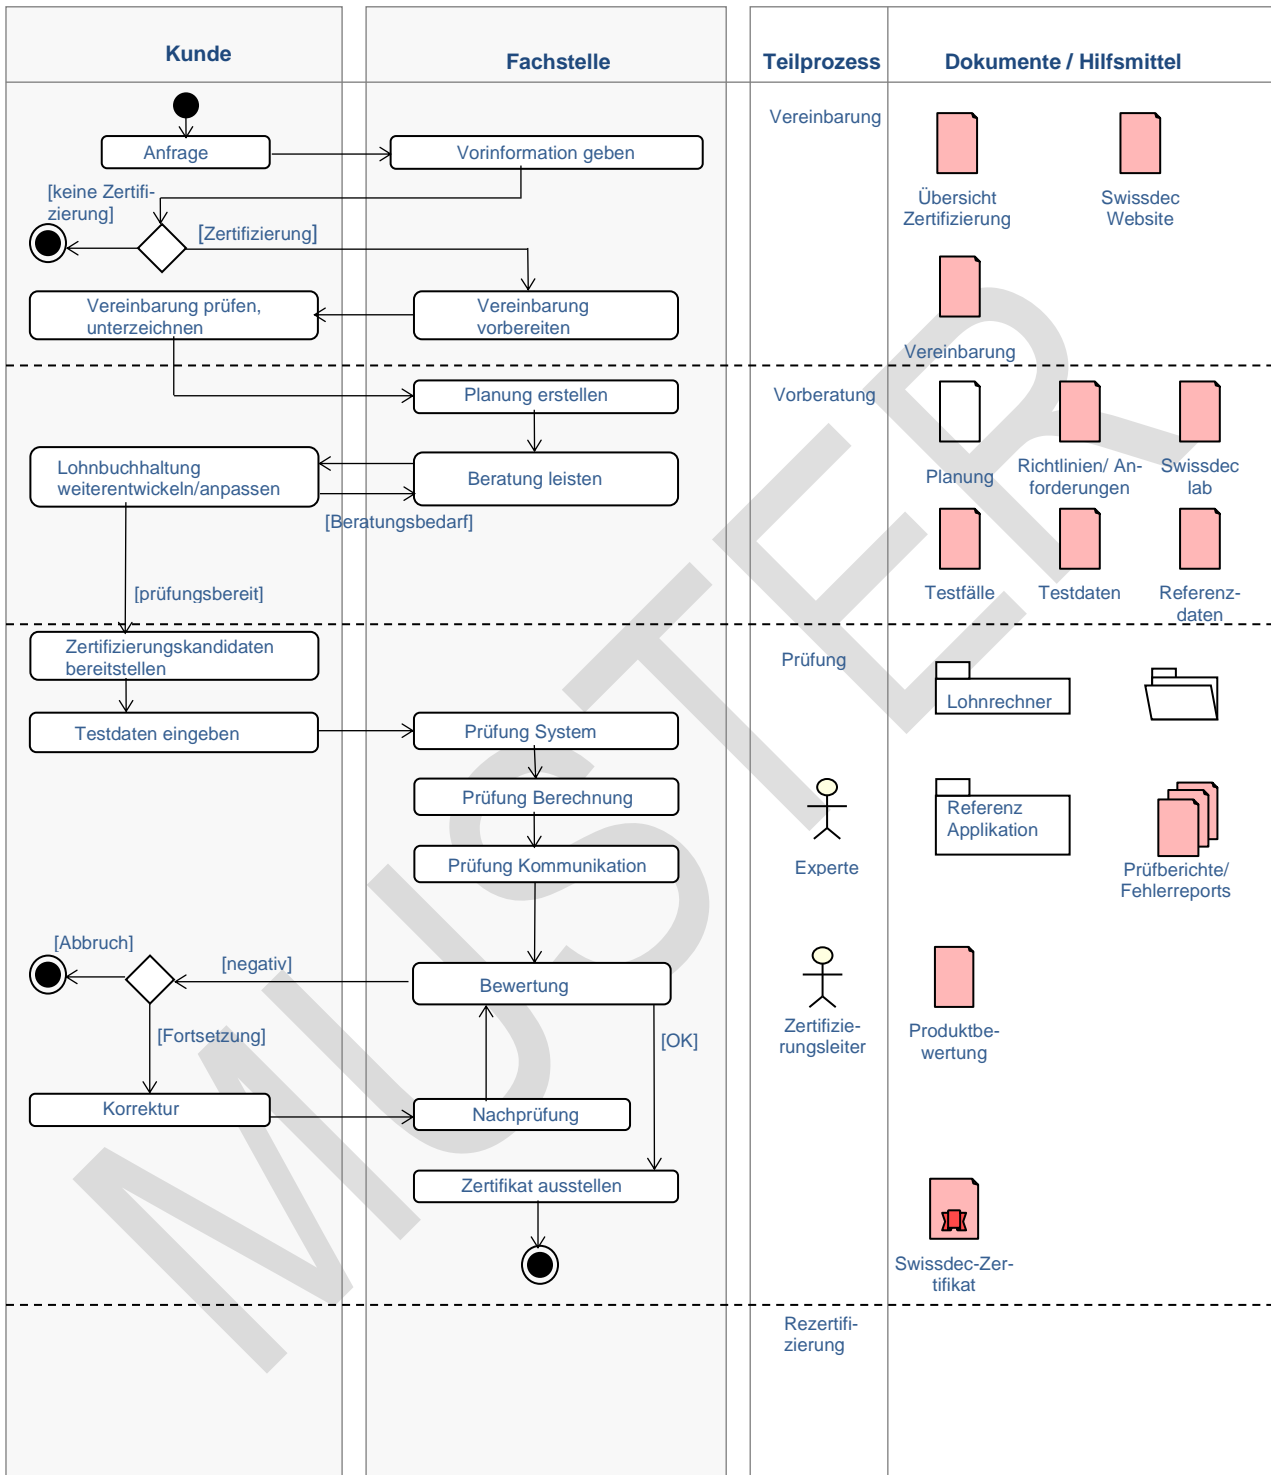 Kunde
Fachstelle
Teilprozess
Dokumente / Hilfsmittel
Vereinbarung
Anfrage
Vorinformation geben
[keine Zertifi-
zierung]
[Zertifizierung]
Übersicht
Zertifizierung
Swissdec
Website
Vereinbarung prüfen,
unterzeichnen
Vereinbarung
vorbereiten
Vereinbarung
Planung erstellen
Vorberatung
Lohnbuchhaltung
weiterentwickeln/anpassen
Beratung leisten
[Beratungsbedarf]
Planung
Richtlinien/ An-
forderungen
Swissdec
lab
[prüfungsbereit]
Testfälle
Testdaten
Referenz-
daten
Zertifizierungskandidaten
bereitstellen
Prüfung
Lohnrechner
Testdaten eingeben
Prüfung System
Prüfung Berechnung
Prüfung Kommunikation
Experte
Referenz
Applikation
Prüfberichte/
Fehlerreports
[Abbruch]
[negativ]
Bewertung
[Fortsetzung]
[OK]
Zertifizie-
rungsleiter
Produktbe-
wertung
Korrektur
Nachprüfung
Zertifikat ausstellen
Swissdec-Zer-
tifikat
Rezertifi-
zierung
MUSTER